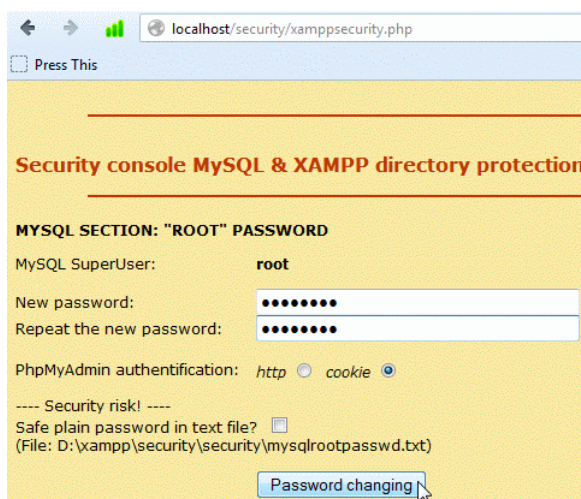 localhost/security/xamppsecurity.php
Press This
Security console MySQL & XAMPP directory protection
MYSQL SECTION: "ROOT" PASSWORD
MySQL SuperUser: root
New password: ●●●●●●●●
Repeat the new password: ●●●●●●●●
PhpMyAdmin authentification: http cookie
---- Security risk! ----
Safe plain password in text file?
(File: D:\xampp\security\security\mysqlrootpasswd.txt)
Password changing